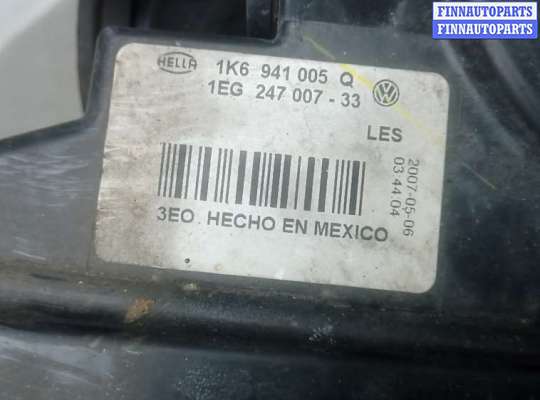 FINNAUTOPARTS
FINNAUTOPARTS
HELLA 1K6 941 005 Q
1EG 247 007 - 33
LES
2007-05-06
03 44:04
3EO . HECHO EN MEXICO